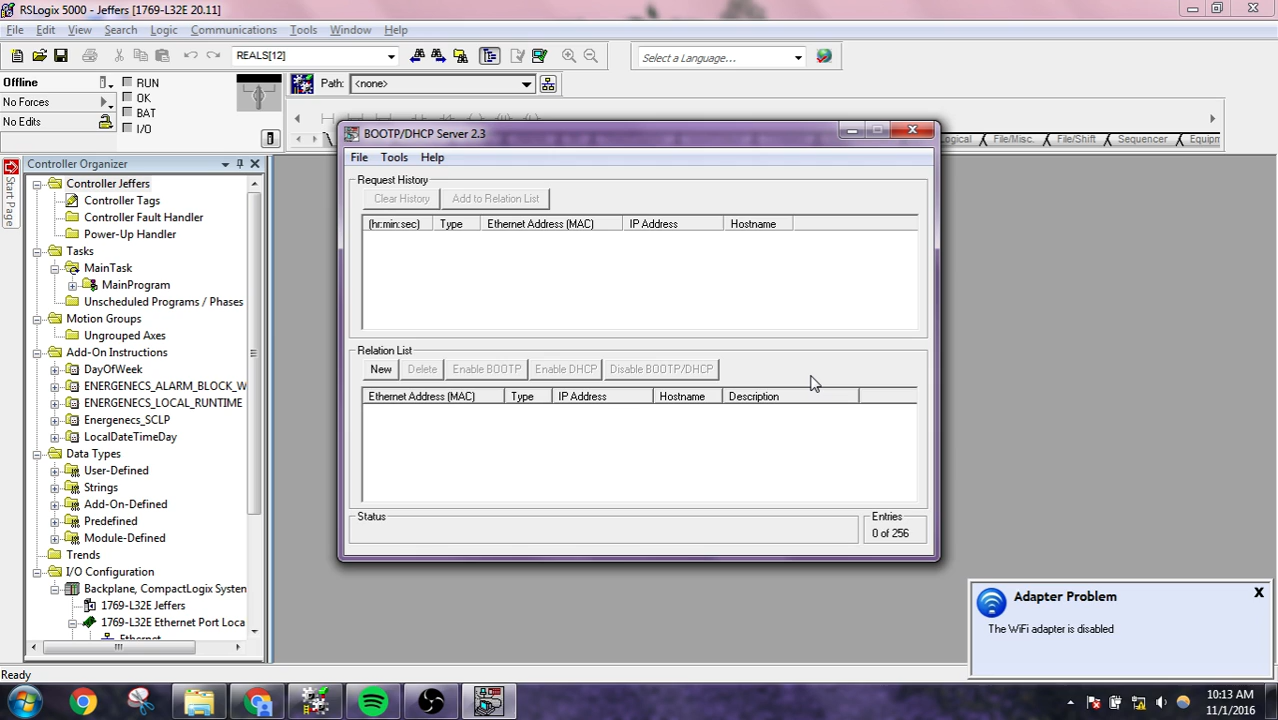 RSLogix 5000 - Jeffers [1769-L32E 20.11]
File Edit View Search Logic Communications Tools Window Help
REALS[12]
Select a Language...
Offline
RUN
Path: <none>
No Forces
OK
BAT
No Edits
I/O
ogical File/Misc. File/Shift Sequencer Equipn
Start Page
Controller Organizer
Controller Jeffers
Controller Tags
Controller Fault Handler
Power-Up Handler
Tasks
MainTask
MainProgram
Unscheduled Programs / Phases
Motion Groups
Ungrouped Axes
Add-On Instructions
DayOfWeek
ENERGENECS_ALARM_BLOCK_W
ENERGENECS_LOCAL_RUNTIME
Energenecs_SCLP
LocalDateTimeDay
Data Types
User-Defined
Strings
Add-On-Defined
Predefined
Module-Defined
Trends
I/O Configuration
Backplane, CompactLogix System
1769-L32E Jeffers
1769-L32E Ethernet Port Loca
Ethernet
BOOTP/DHCP Server 2.3
File Tools Help
Request History
Clear History Add to Relation List
(hr:min:sec) Type Ethernet Address (MAC) IP Address Hostname
Relation List
New Delete Enable BOOTP Enable DHCP Disable BOOTP/DHCP
Ethernet Address (MAC) Type IP Address Hostname Description
Status
Entries
0 of 256
Adapter Problem
The WiFi adapter is disabled
Ready
10:13 AM
11/1/2016